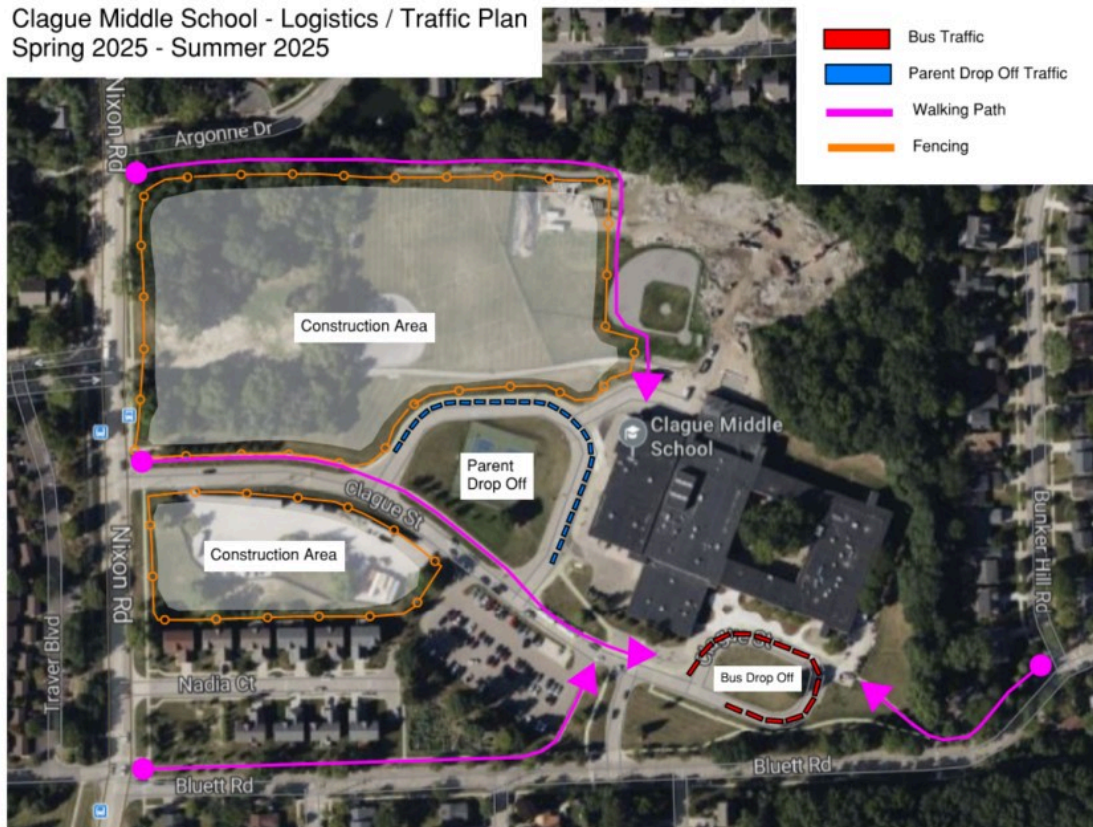 Clague Middle School - Logistics / Traffic Plan
Spring 2025 - Summer 2025
Bus Traffic
Parent Drop Off Traffic
Walking Path
Fencing
Nixon Rd
Argonne Dr
Construction Area
Clague Middle
School
Parent
Drop Off
Clague St
Construction Area
Nixon Rd
Traver Blvd
Bunker Hill Rd
Clague St
Bus Drop Off
Nadia Ct
Bluett Rd
Bluett Rd